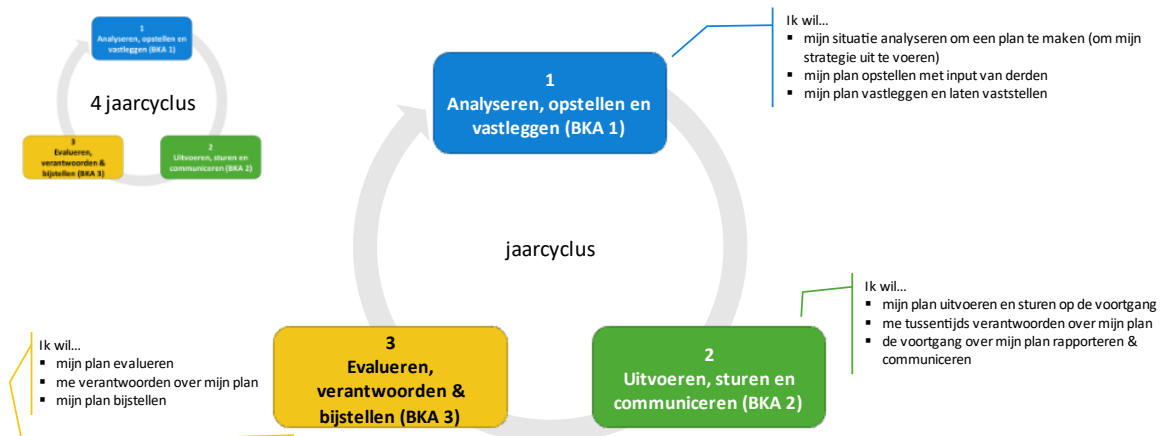 1
Analyseren, opstellen en
vastleggen (BKA 1)
4 jaarcyclus
3
Evalueren,
verantwoorden &
bijstellen (BKA 3)
2
Uitvoeren, sturen en
communiceren (BKA 2)
1
Analyseren, opstellen en
vastleggen (BKA 1)
Ik wil...
▪ mijn situatie analyseren om een plan te maken (om mijn
strategie uit te voeren)
▪ mijn plan opstellen met input van derden
▪ mijn plan vastleggen en laten vaststellen
jaarcyclus
2
Uitvoeren, sturen en
communiceren (BKA 2)
Ik wil...
▪ mijn plan uitvoeren en sturen op de voortgang
▪ me tussentijds verantwoorden over mijn plan
▪ de voortgang over mijn plan rapporteren &
communiceren
3
Evalueren,
verantwoorden &
bijstellen (BKA 3)
Ik wil...
▪ mijn plan evalueren
▪ me verantwoorden over mijn plan
▪ mijn plan bijstellen